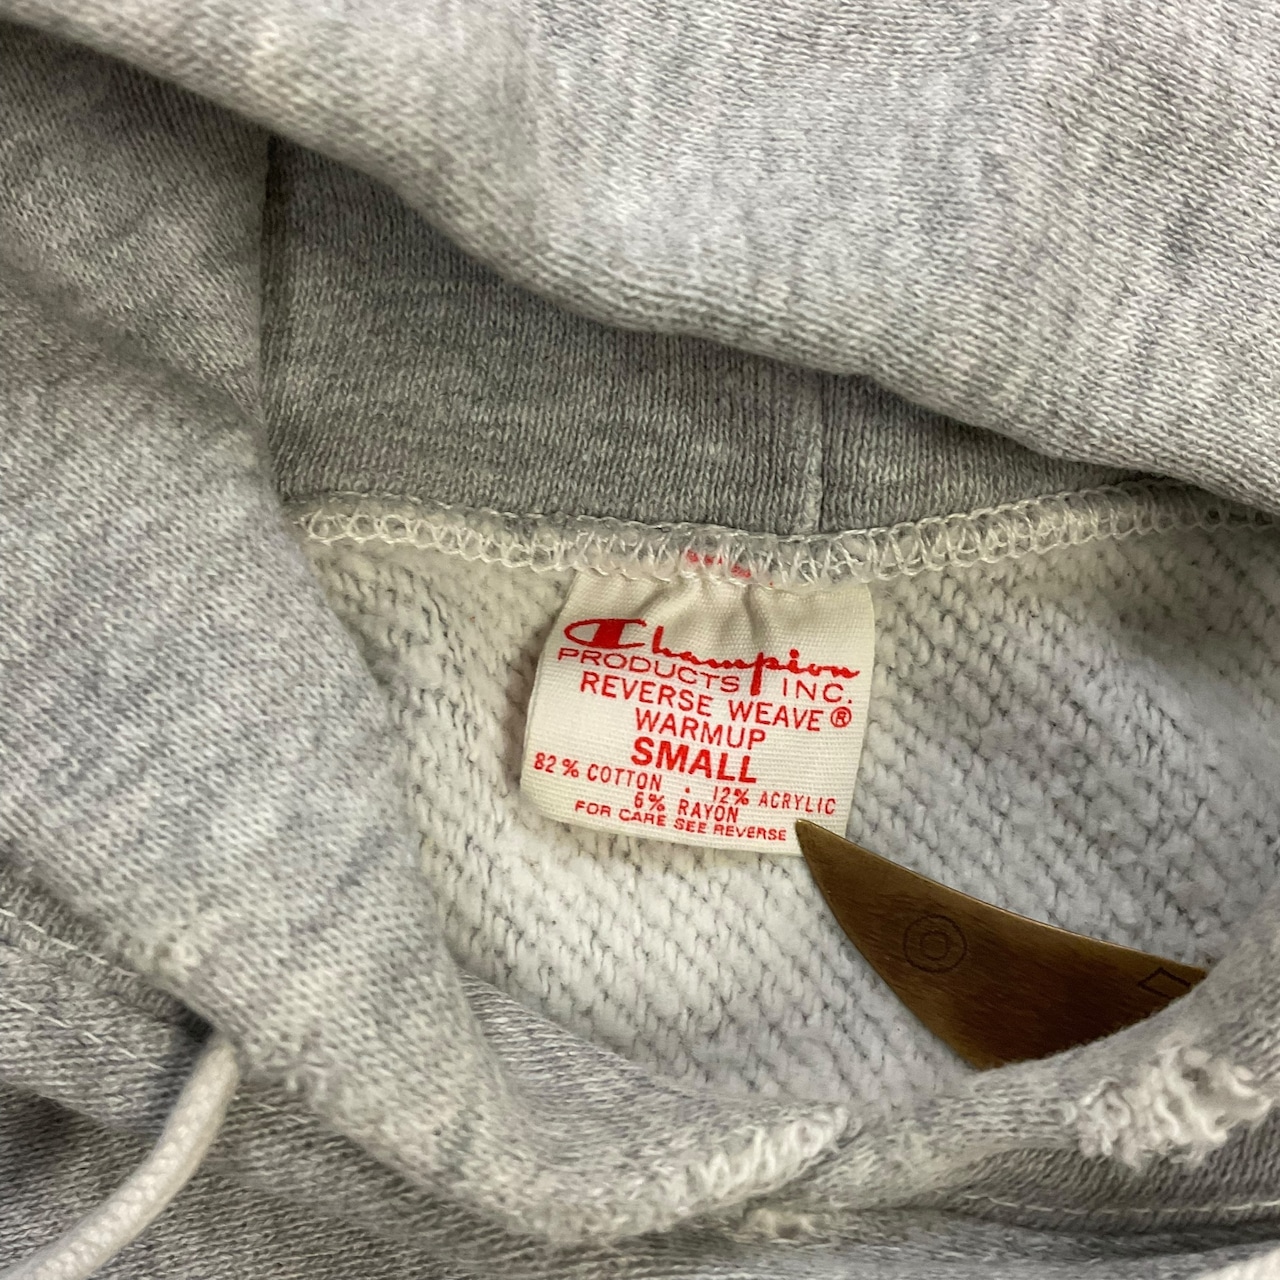 Champion
PRODUCTS INC.
REVERSE WEAVE®
WARMUP
SMALL
82% COTTON · 12% ACRYLIC
6% RAYON
FOR CARE SEE REVERSE